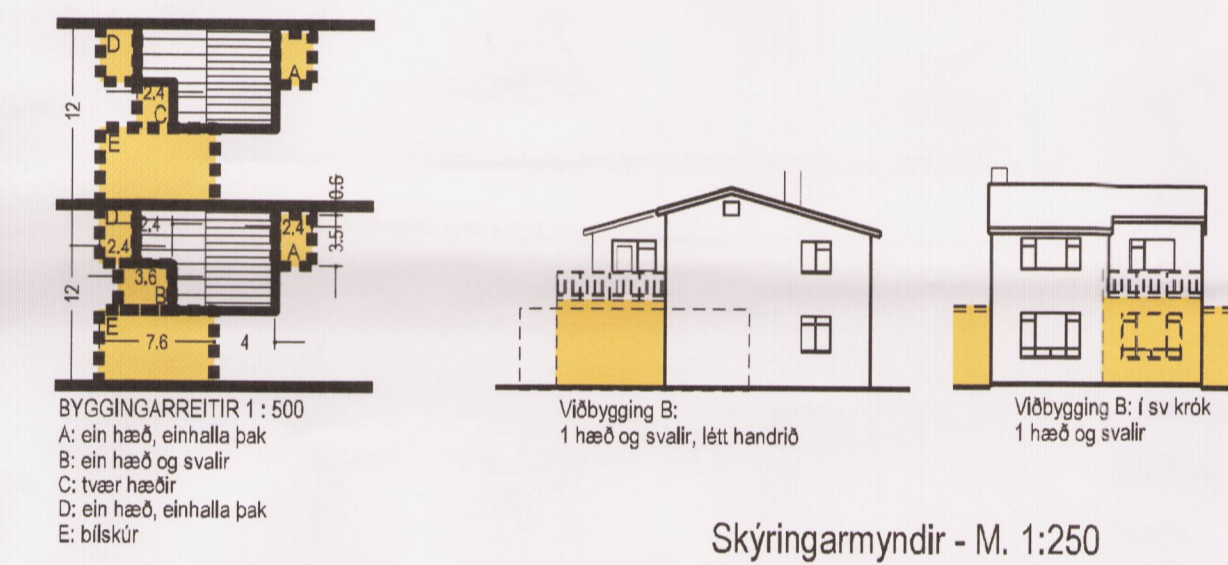 D
A
2.4
C
12
E
0.6
D
2.4
2.4
2.4
A
3.5
3.6
B
12
E
7.6
4
BYGGINGARREITIR 1 : 500
A: ein hæð, einhalla þak
B: ein hæð og svalir
C: tvær hæðir
D: ein hæð, einhalla þak
E: bílskúr
Viðbygging B:
1 hæð og svalir, létt handrið
Viðbygging B: í sv krók
1 hæð og svalir
Skýringarmyndir - M. 1:250